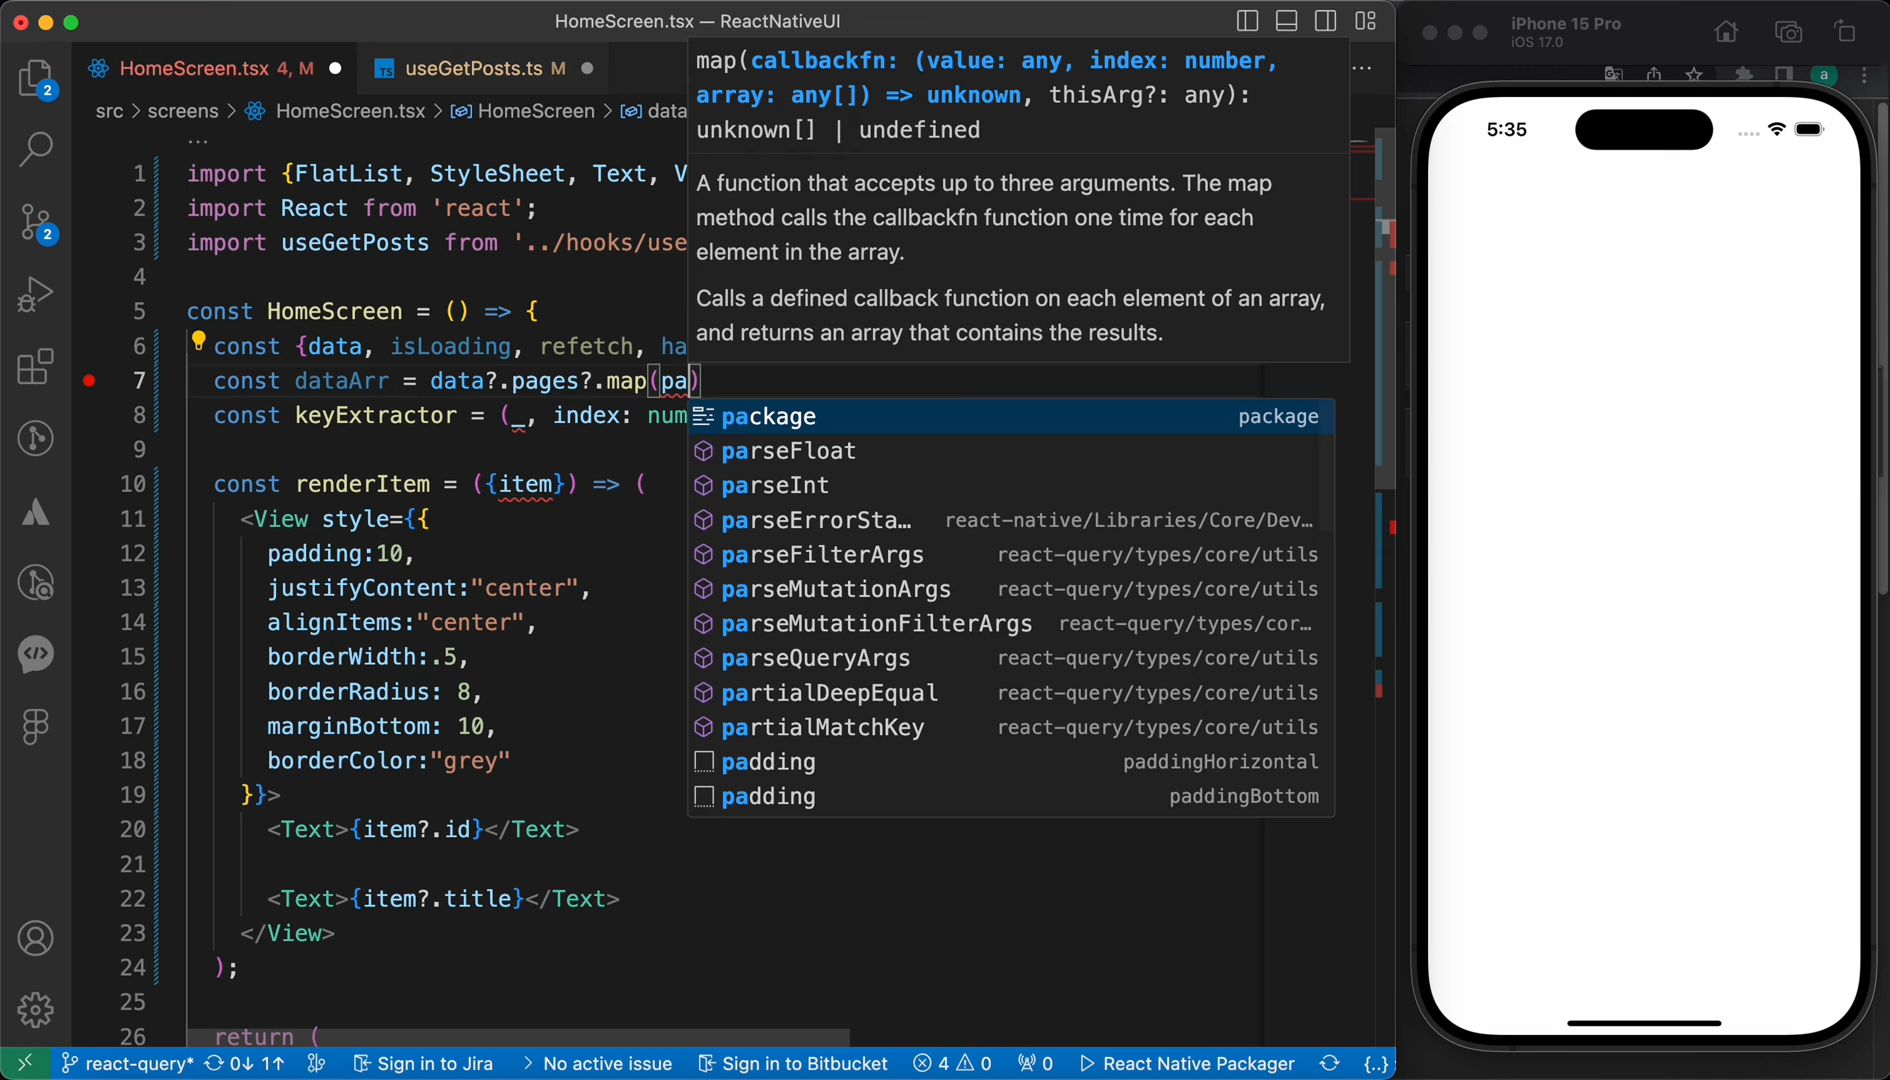 HomeScreen.tsx — ReactNativeUI
iPhone 15 Pro
iOS 17.0
HomeScreen.tsx 4, M
TS useGetPosts.ts M
a
2
src > screens > HomeScreen.tsx > HomeScreen > data
map(callbackfn: (value: any, index: number,
array: any[]) => unknown, thisArg?: any):
unknown[] | undefined
A function that accepts up to three arguments. The map
method calls the callbackfn function one time for each
element in the array.
Calls a defined callback function on each element of an array,
and returns an array that contains the results.
5:35
2
1 import {FlatList, StyleSheet, Text, V
2 import React from 'react';
3 import useGetPosts from '../hooks/use
4
5 const HomeScreen = () => {
6 const {data, isLoading, refetch, ha
7 const dataArr = data?.pages?.map(pa)
8 const keyExtractor = (_, index: num
9
10 const renderItem = ({item}) => (
11 <View style={{
12 padding:10,
13 justifyContent:"center",
14 alignItems:"center",
15 borderWidth:.5,
16 borderRadius: 8,
17 marginBottom: 10,
18 borderColor:"grey"
19 }}>
20 <Text>{item?.id}</Text>
21
22 <Text>{item?.title}</Text>
23 </View>
24 );
25
26 return (
package package
parseFloat
parseInt
parseErrorSta… react-native/Libraries/Core/Dev…
parseFilterArgs react-query/types/core/utils
parseMutationArgs react-query/types/core/utils
parseMutationFilterArgs react-query/types/cor…
parseQueryArgs react-query/types/core/utils
partialDeepEqual react-query/types/core/utils
partialMatchKey react-query/types/core/utils
padding paddingHorizontal
padding paddingBottom
react-query* 0↓ 1↑ Sign in to Jira No active issue Sign in to Bitbucket 4 0 0 React Native Packager {..}